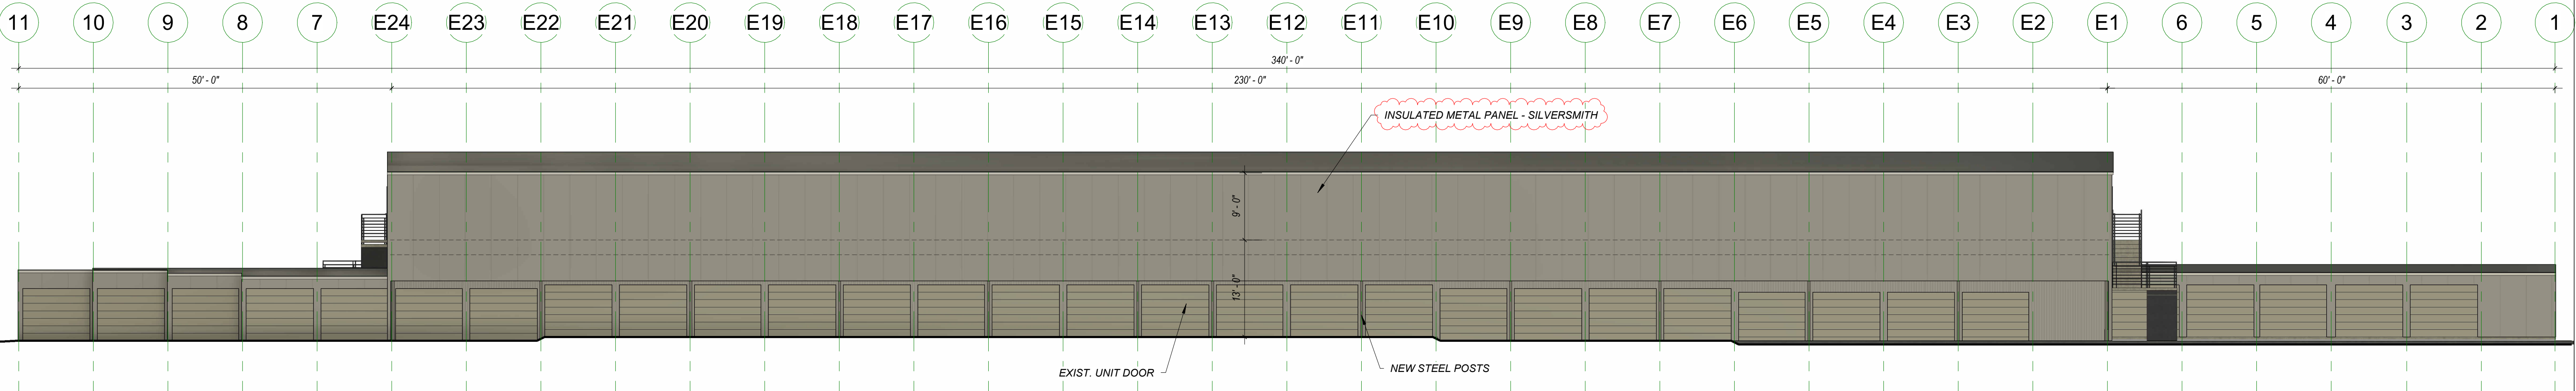 11 10 9 8 7 E24 E23 E22 E21 E20 E19 E18 E17 E16 E15 E14 E13 E12 E11 E10 E9 E8 E7 E6 E5 E4 E3 E2 E1 6 5 4 3 2 1
340' - 0"
50' - 0" 230' - 0" 60' - 0"
INSULATED METAL PANEL - SILVERSMITH
9' - 0"
13' - 0"
EXIST. UNIT DOOR
NEW STEEL POSTS